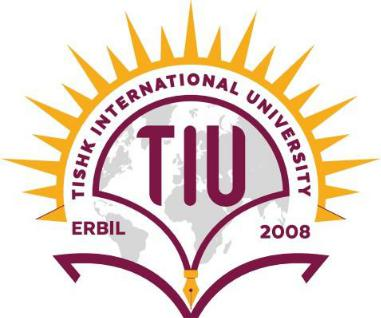 TISHK INTERNATIONAL UNIVERSITY
TIU
ERBIL 2008